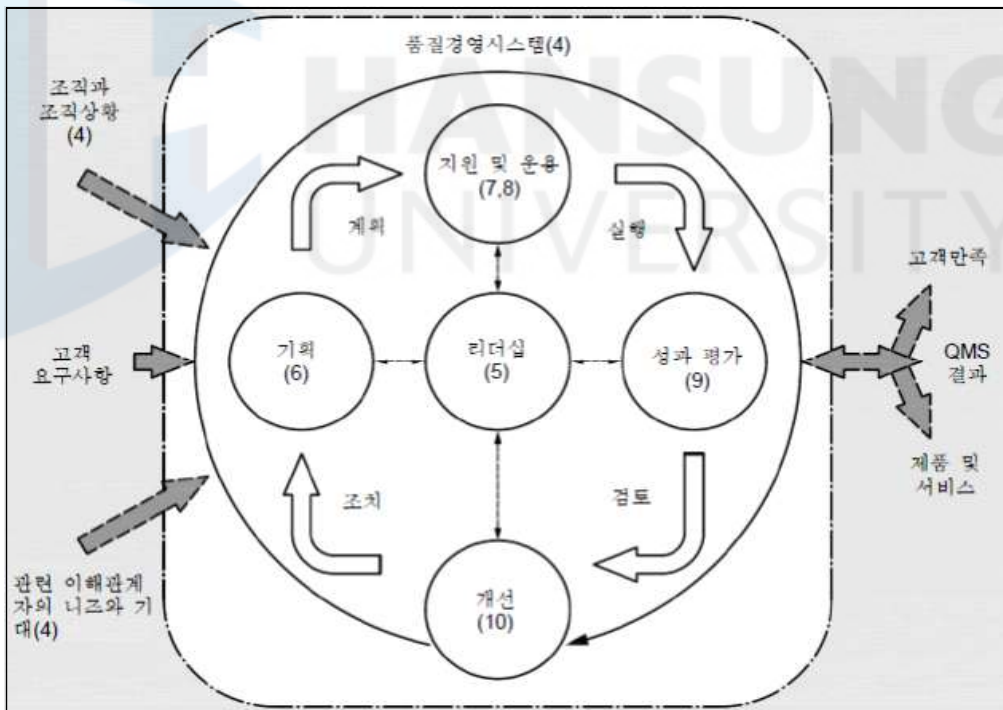 품질경영시스템(4)
HANSUNG
UNIVERSITY
조직과
조직상황
(4)
지원 및 운용
(7,8)
계획
실행
고객만족
고객
요구사항
기획
(6)
리더십
(5)
성과 평가
(9)
QMS
결과
조치
검토
제품 및
서비스
관련 이해관계
자의 니즈와 기
대(4)
개선
(10)